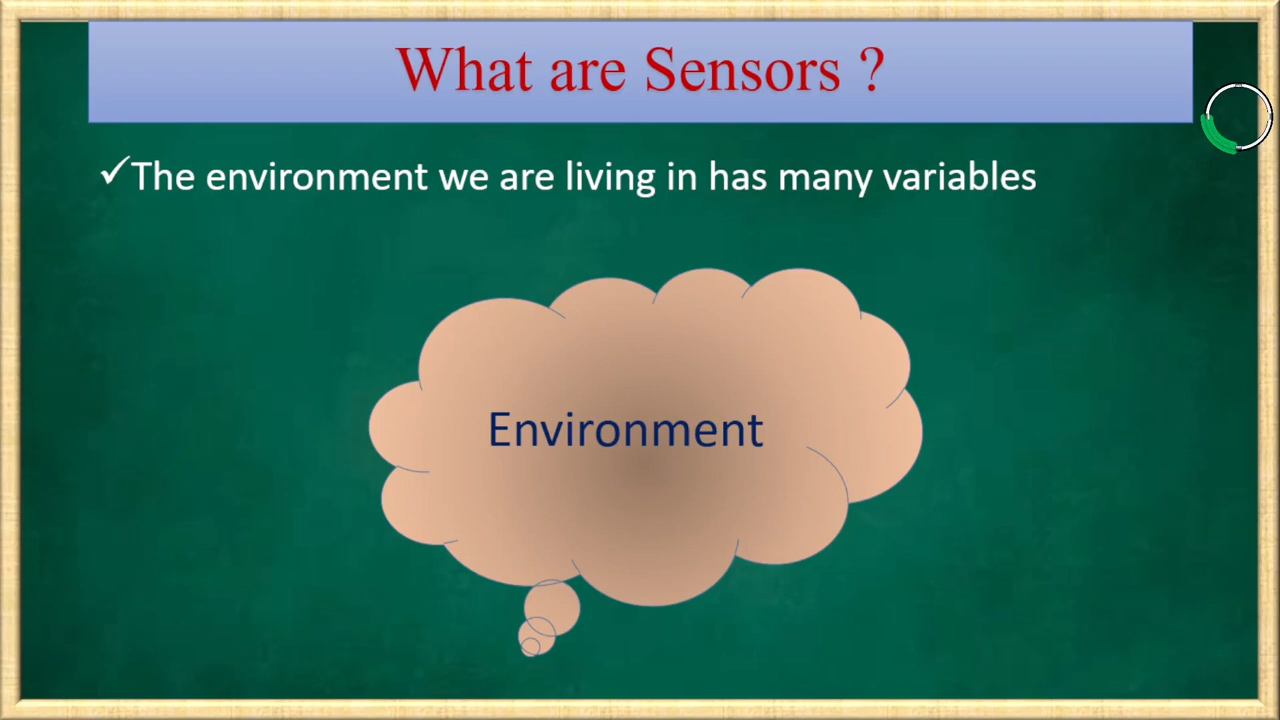 What are Sensors ?
✓The environment we are living in has many variables
Environment